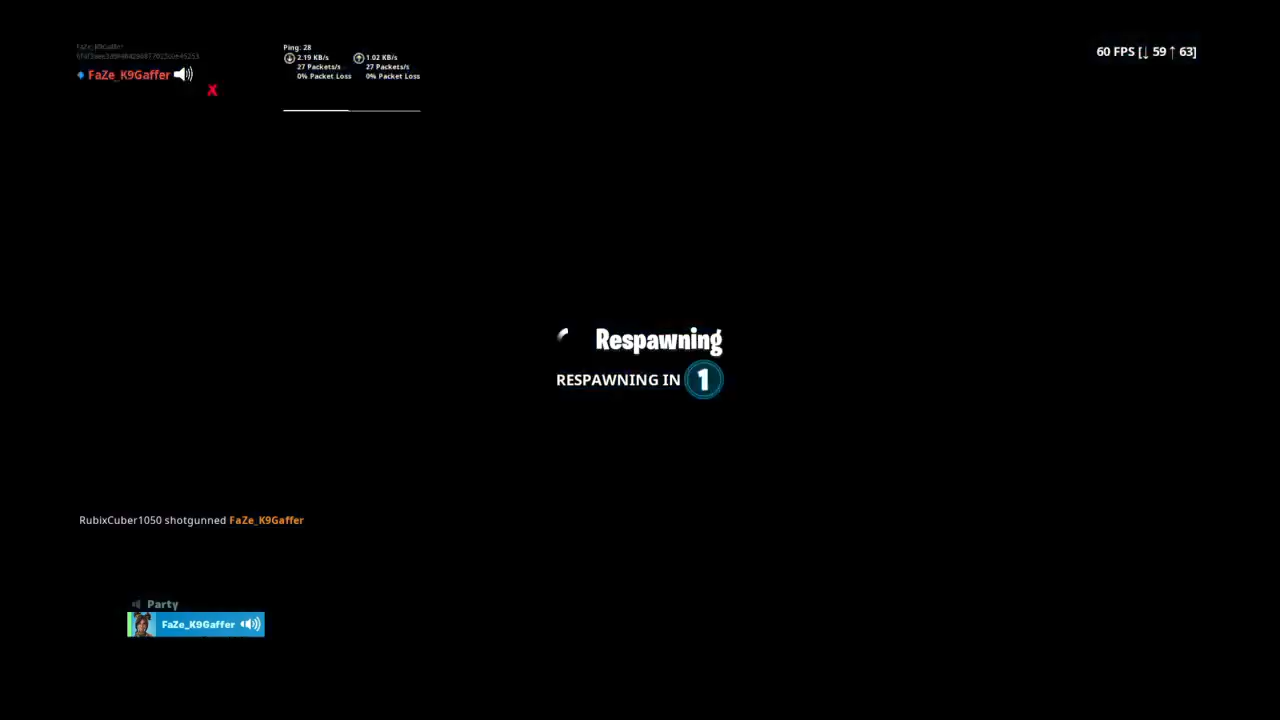 FaZe_K9Gaffer
FaZe_K9Gaffer
X
Ping: 28
2.19 KB/s 1.02 KB/s
27 Packets/s 27 Packets/s
0% Packet Loss 0% Packet Loss
60 FPS [↓ 59 ↑ 63]
Respawning
RESPAWNING IN 1
RubixCuber1050 shotgunned FaZe_K9Gaffer
Party
FaZe_K9Gaffer